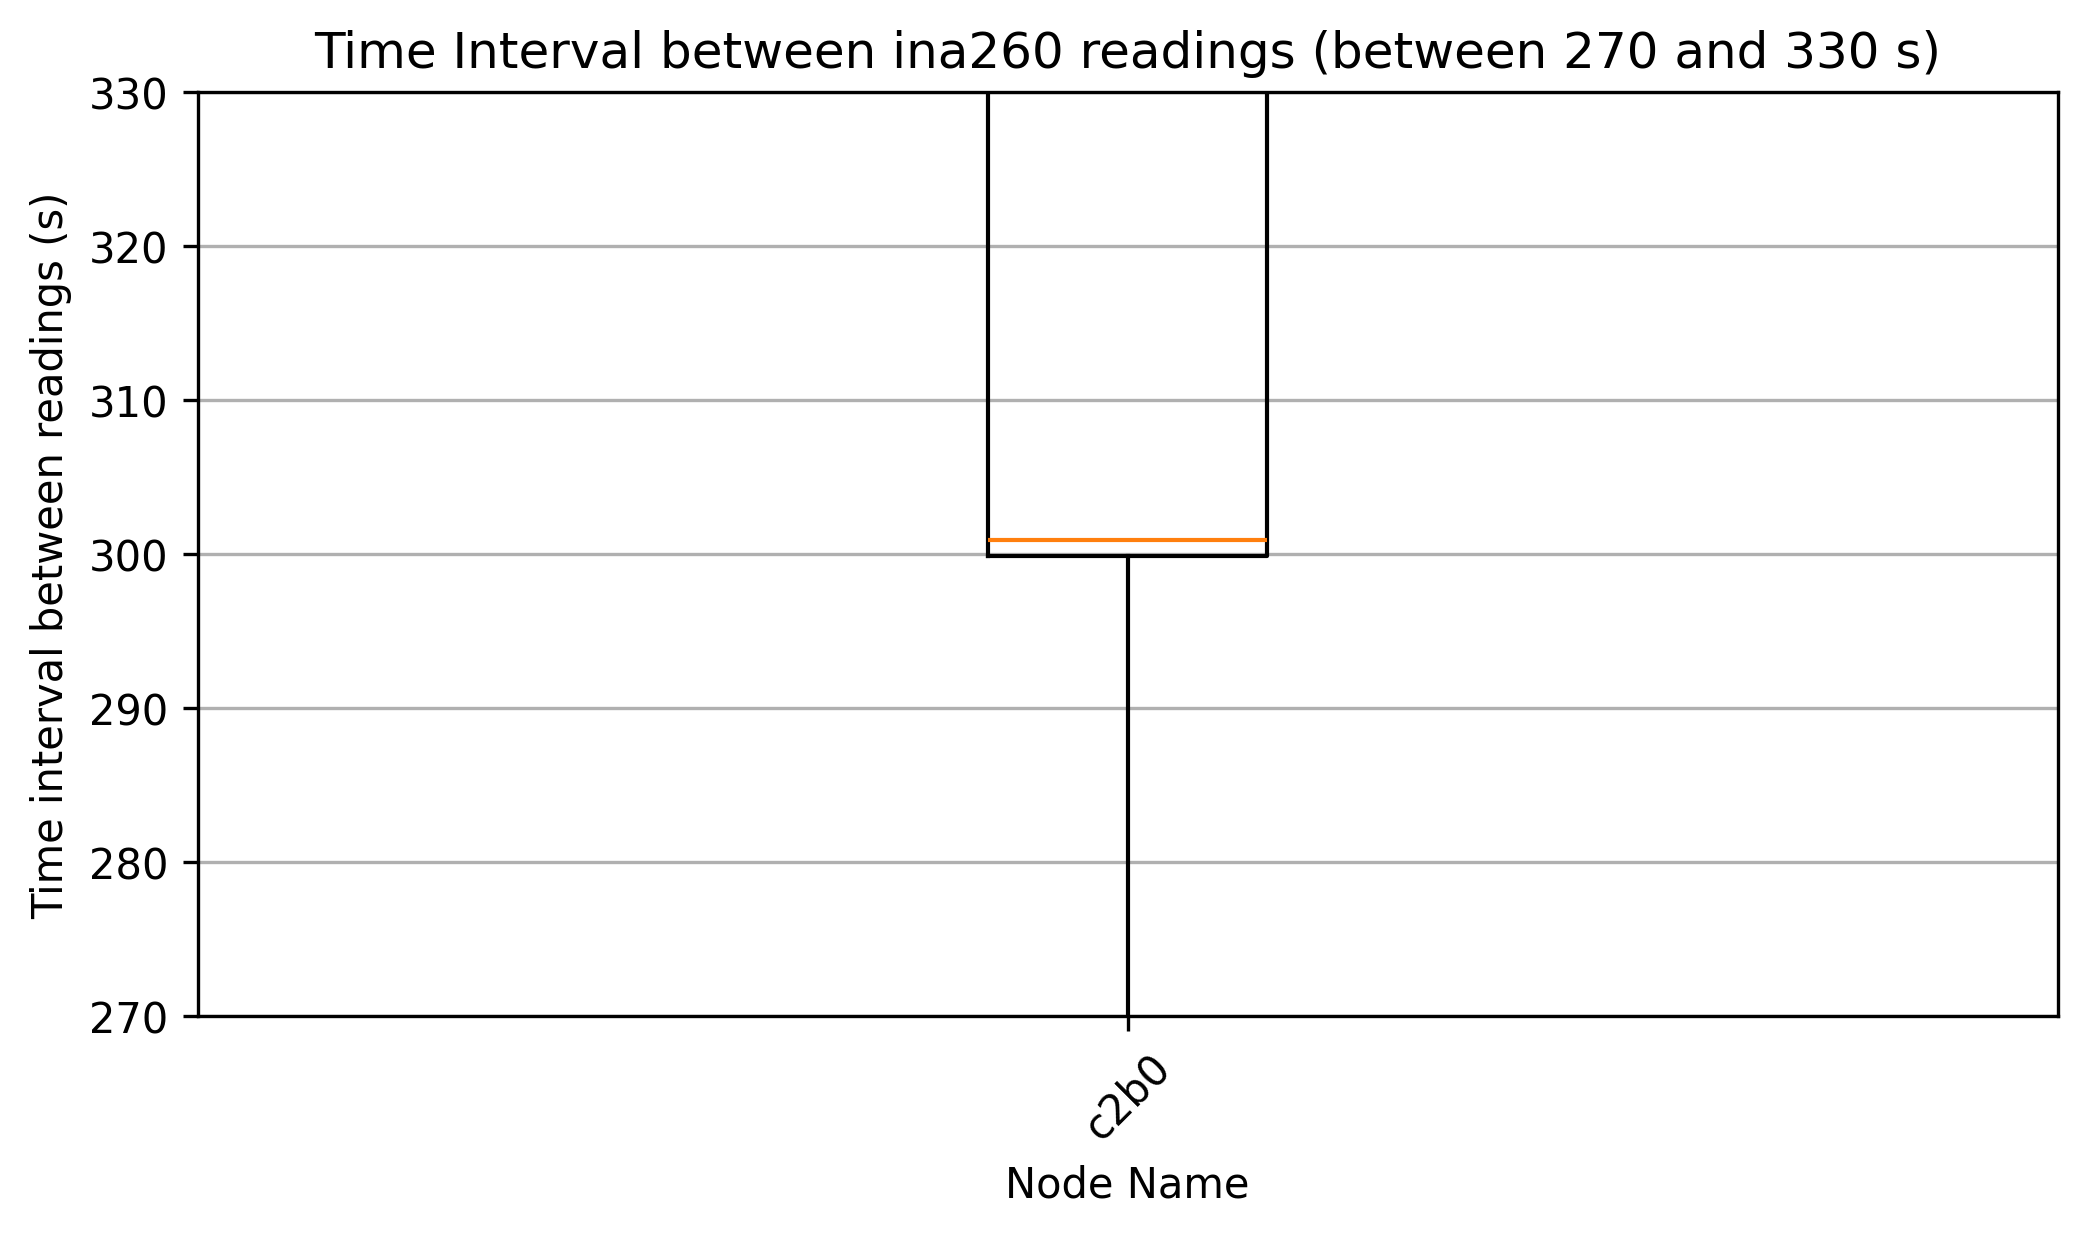 Time Interval between ina260 readings (between 270 and 330 s)
Time interval between readings (s)
330
320
310
300
290
280
270
c2b0
Node Name